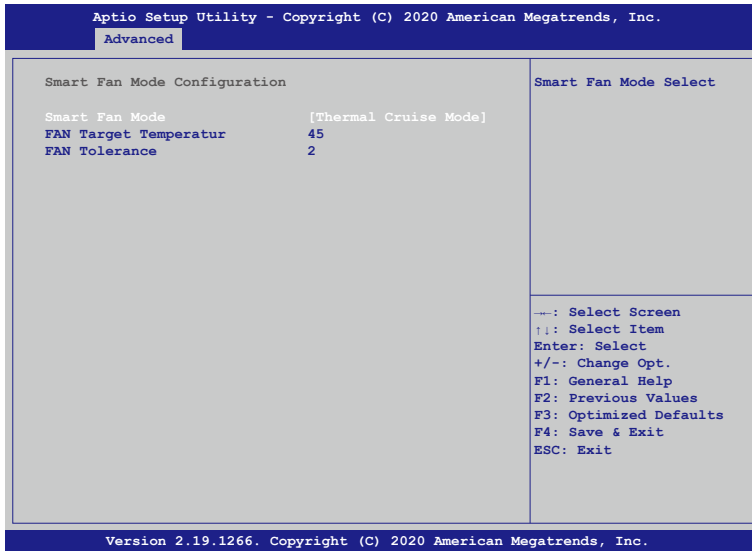 Aptio Setup Utility - Copyright (C) 2020 American Megatrends, Inc.
Advanced
Smart Fan Mode Configuration
Smart Fan Mode [Thermal Cruise Mode]
FAN Target Temperatur 45
FAN Tolerance 2
Smart Fan Mode Select
→←: Select Screen
↑↓: Select Item
Enter: Select
+/-: Change Opt.
F1: General Help
F2: Previous Values
F3: Optimized Defaults
F4: Save & Exit
ESC: Exit
Version 2.19.1266. Copyright (C) 2020 American Megatrends, Inc.